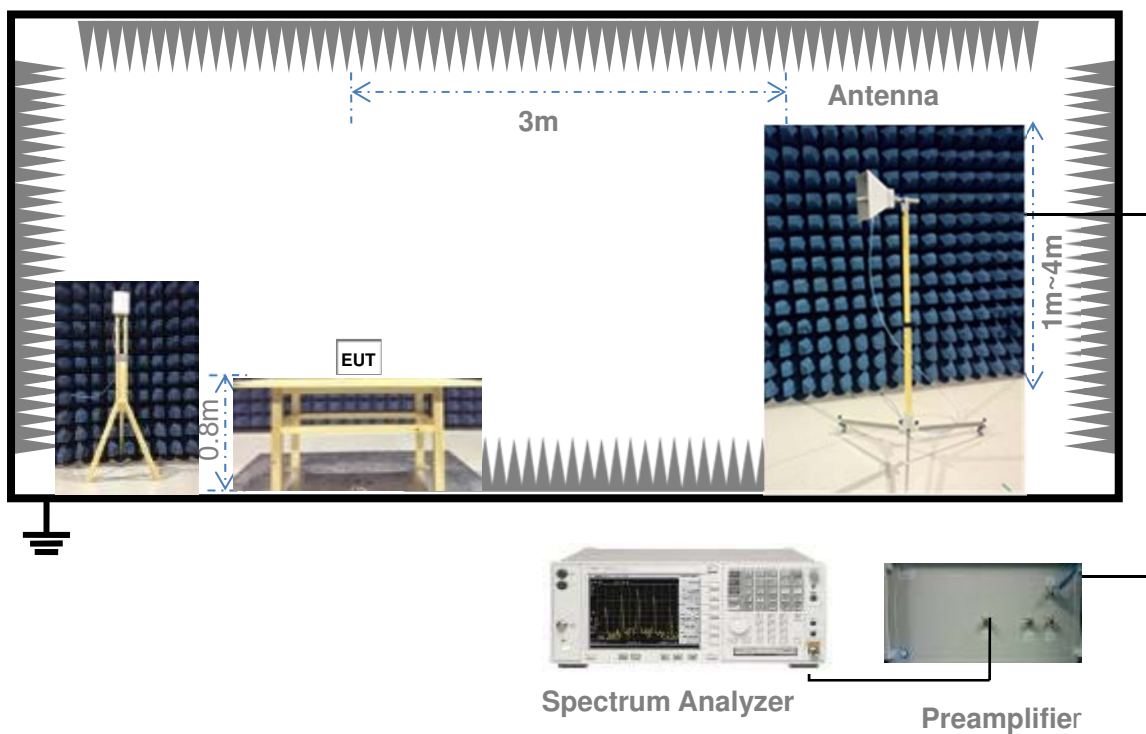 Antenna
3m
1m~4m
EUT
0.8m
Spectrum Analyzer
Preamplifier